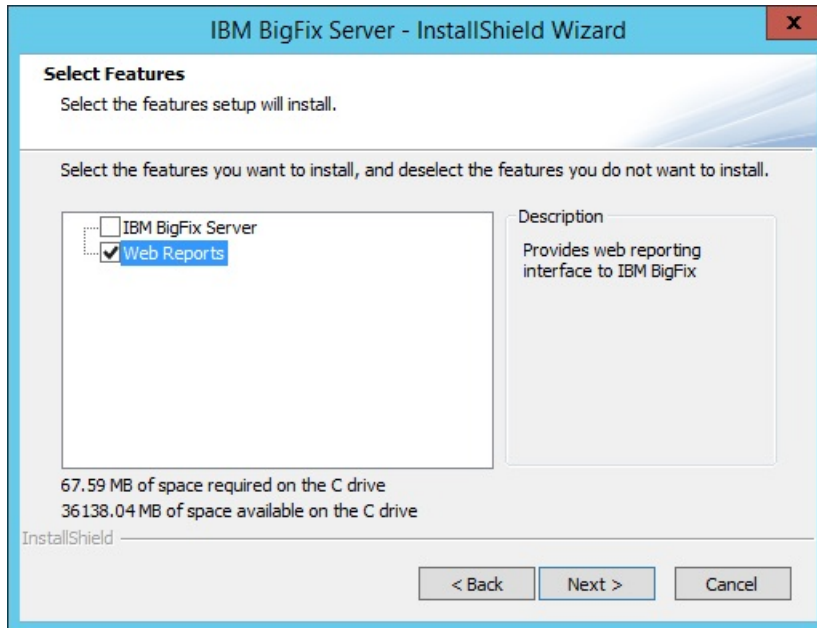 IBM BigFix Server - InstallShield Wizard
x
Select Features
Select the features setup will install.
Select the features you want to install, and deselect the features you do not want to install.
IBM BigFix Server
Web Reports
Description
Provides web reporting
interface to IBM BigFix
67.59 MB of space required on the C drive
36138.04 MB of space available on the C drive
InstallShield
< Back
Next >
Cancel